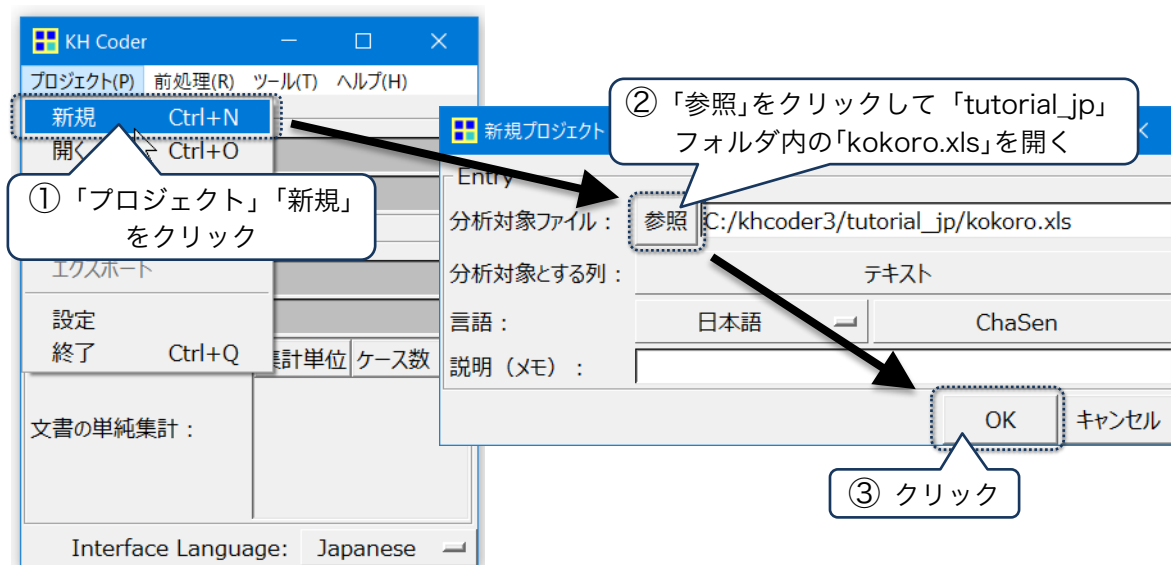 KH Coder
プロジェクト(P) 前処理(R) ツール(T) ヘルプ(H)
新規 Ctrl+N
開く Ctrl+O
①「プロジェクト」「新規」
をクリック
エクスポート
設定
終了 Ctrl+Q
集計単位 ケース数
文書の単純集計：
Interface Language: Japanese
②「参照」をクリックして「tutorial_jp」
フォルダ内の「kokoro.xls」を開く
新規プロジェクト
Entry
分析対象ファイル： 参照 C:/khcoder3/tutorial_jp/kokoro.xls
分析対象とする列： テキスト
言語： 日本語 ChaSen
説明（メモ）：
OK キャンセル
③ クリック